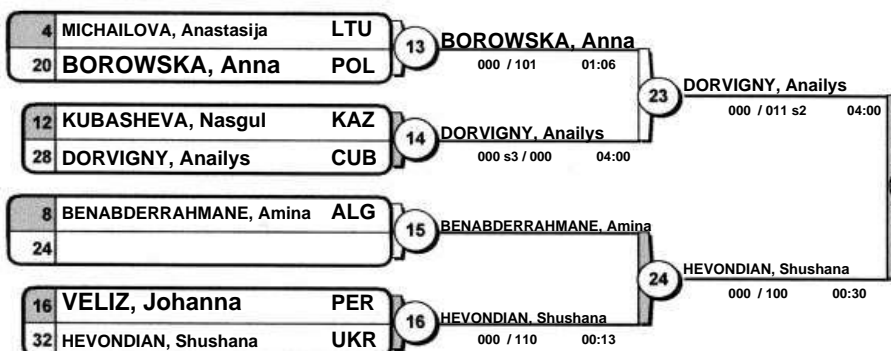 4 MICHAILOVA, Anastasija LTU
20 BOROWSKA, Anna POL
13
BOROWSKA, Anna
000 / 101 01:06
12 KUBASHEVA, Nasgul KAZ
28 DORVIGNY, Anailys CUB
14
DORVIGNY, Anailys
000 s3 / 000 04:00
23
DORVIGNY, Anailys
000 / 011 s2 04:00
8 BENABDERRAHMANE, Amina ALG
24
15
BENABDERRAHMANE, Amina
16 VELIZ, Johanna PER
32 HEVONDIAN, Shushana UKR
16
HEVONDIAN, Shushana
000 / 110 00:13
24
HEVONDIAN, Shushana
000 / 100 00:30